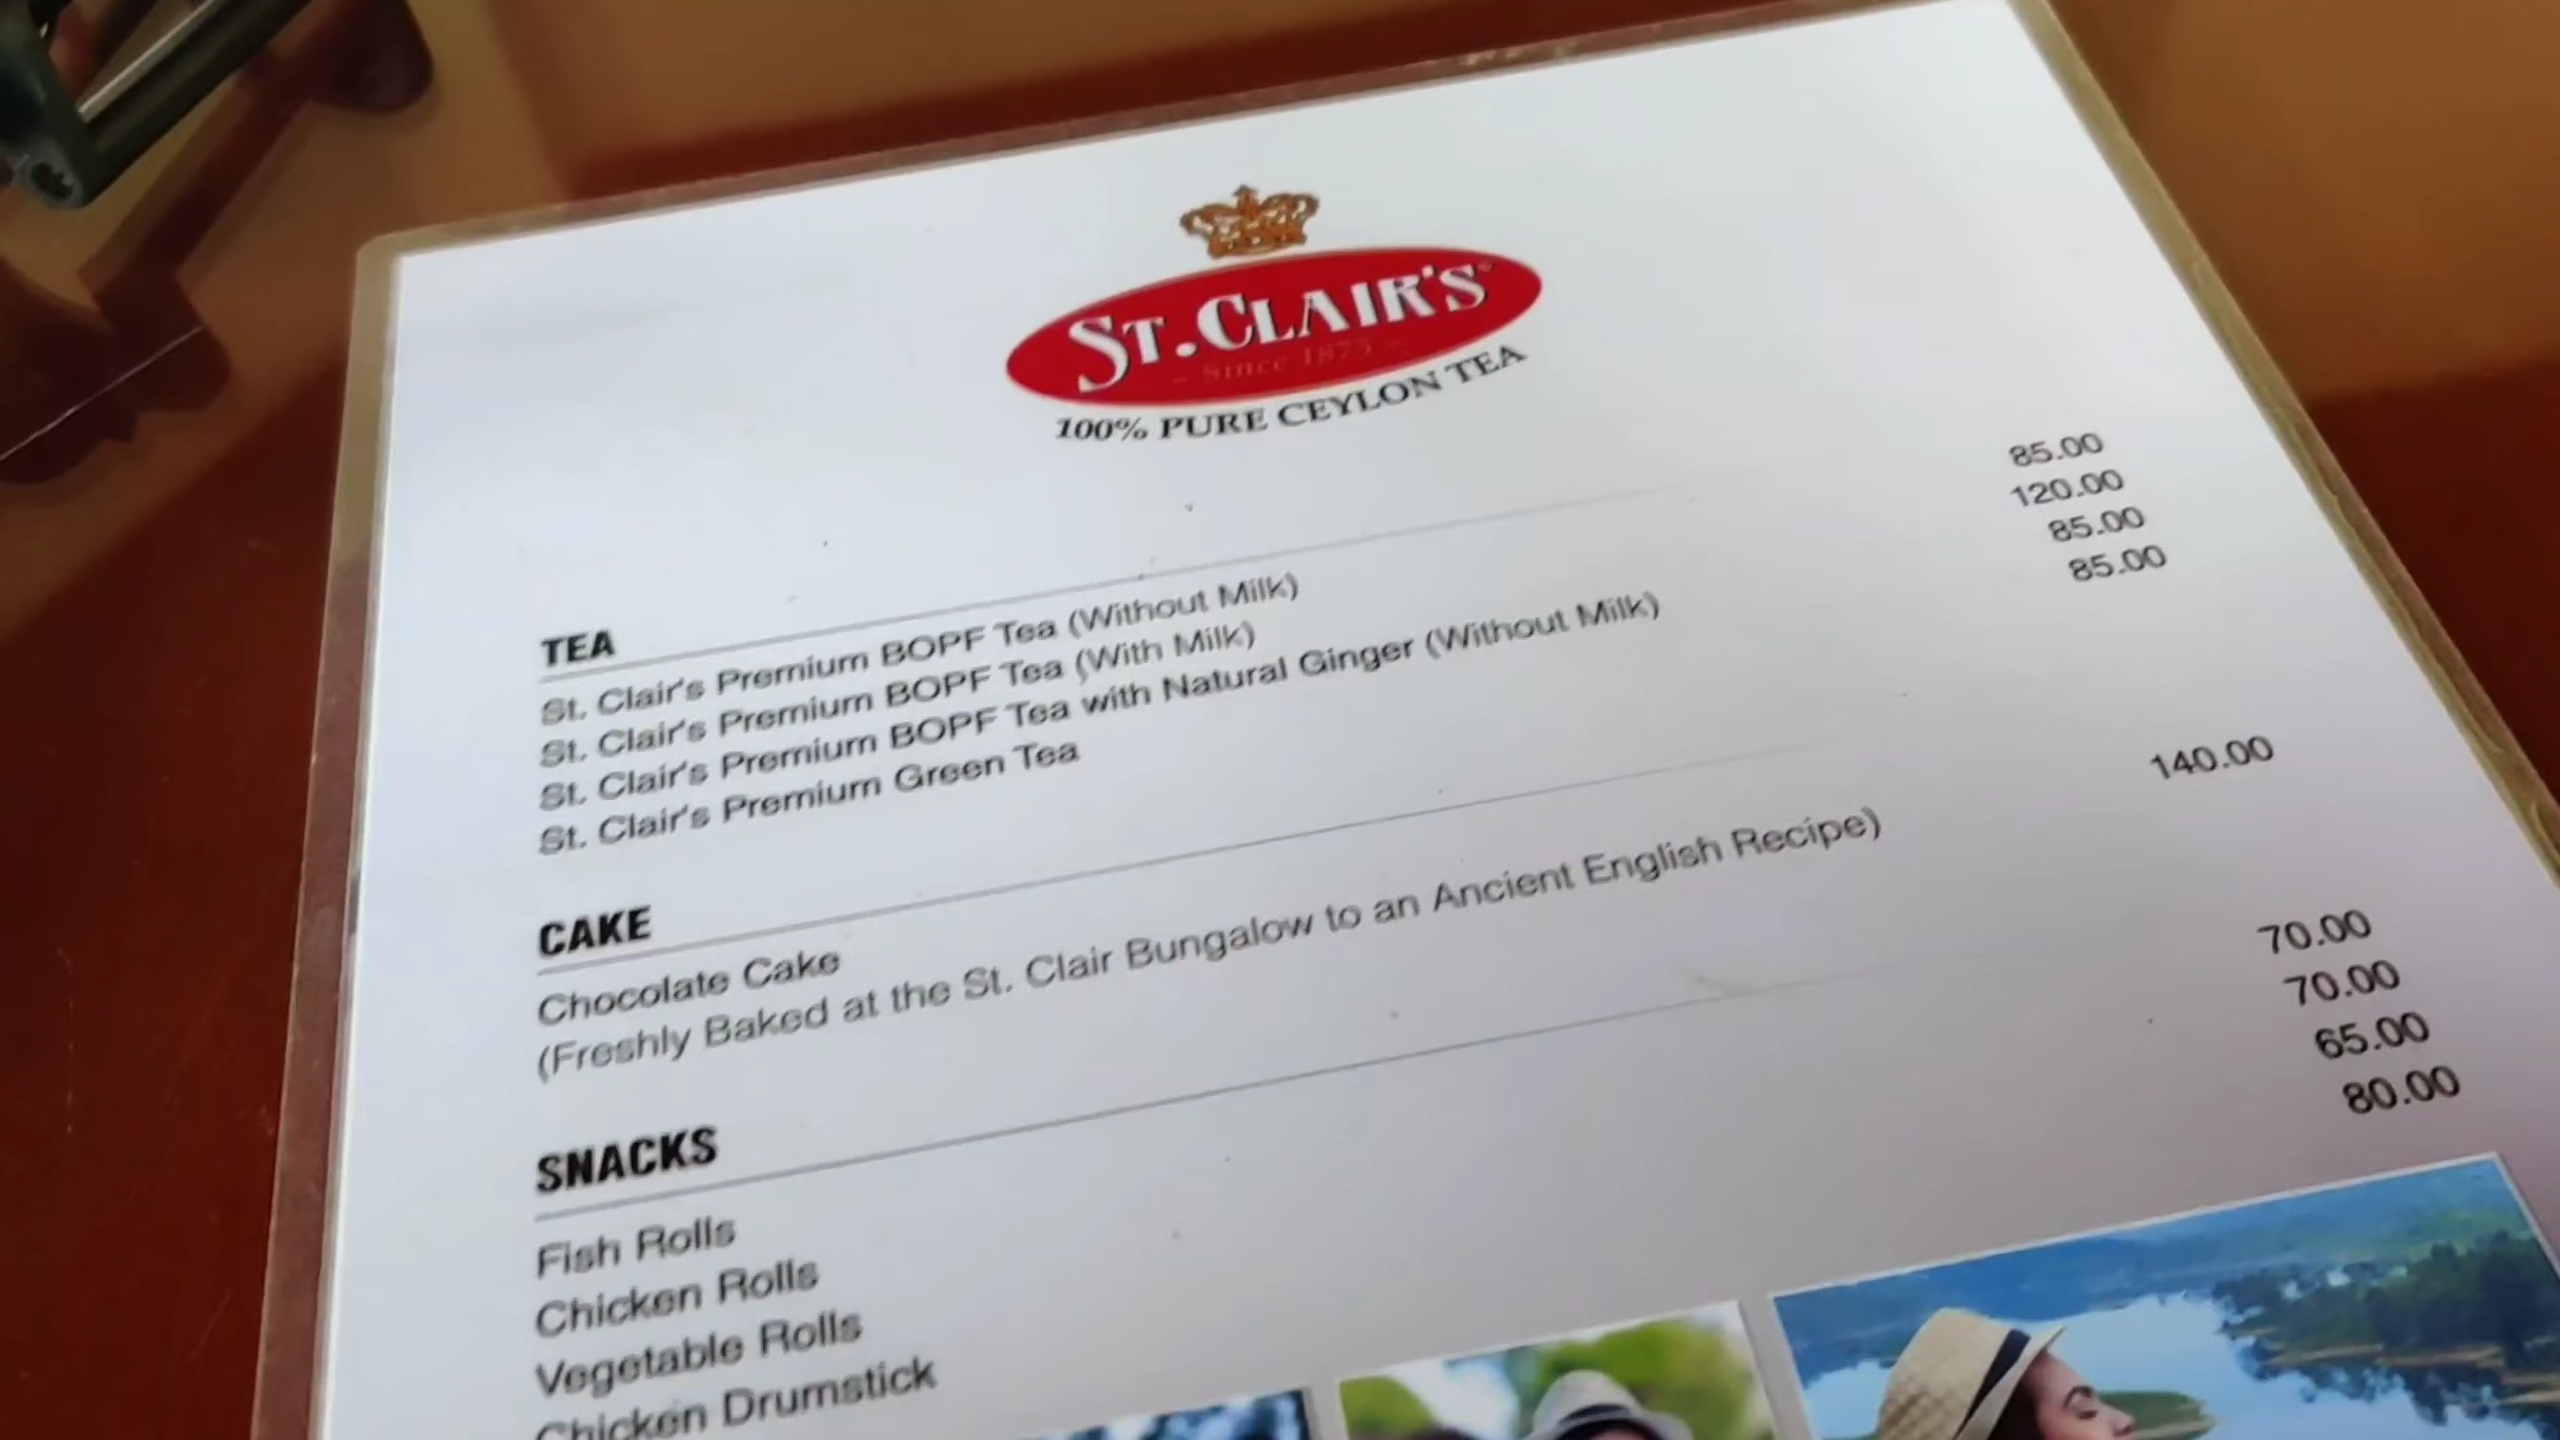 ST.CLAIR'S
- Since 1875 -
100% PURE CEYLON TEA
TEA
St. Clair's Premium BOPF Tea (Without Milk) 85.00
St. Clair's Premium BOPF Tea (With Milk) 120.00
St. Clair's Premium BOPF Tea with Natural Ginger (Without Milk) 85.00
St. Clair's Premium Green Tea 85.00
CAKE
Chocolate Cake 140.00
(Freshly Baked at the St. Clair Bungalow to an Ancient English Recipe)
SNACKS
Fish Rolls 70.00
Chicken Rolls 70.00
Vegetable Rolls 65.00
Chicken Drumstick 80.00